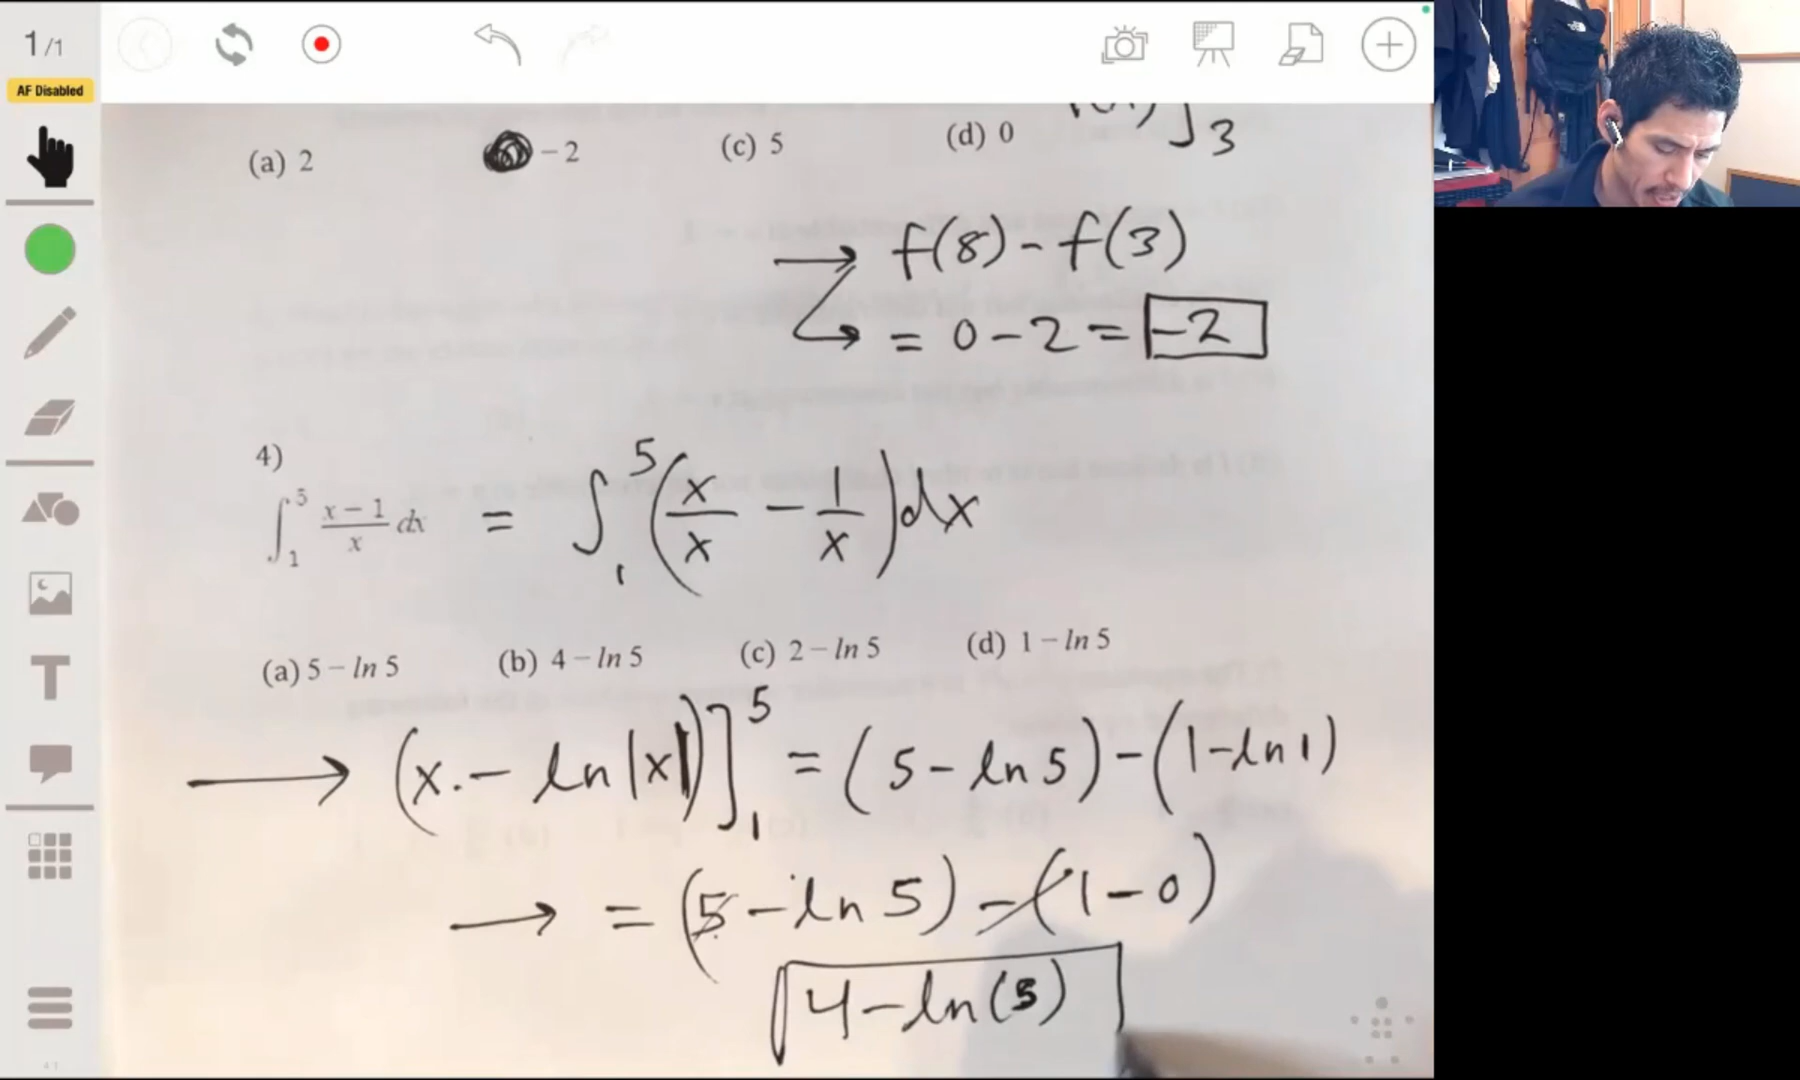 1/1
AF Disabled
(a) 2 -2 (c) 5 (d) 0 ]3
→ f(8) - f(3)
→ = 0 - 2 = -2
4)
∫₁⁵ (x-1)/x dx = ∫₁⁵ (x/x - 1/x) dx
(a) 5 - ln 5 (b) 4 - ln 5 (c) 2 - ln 5 (d) 1 - ln 5
→ (x - ln|x|)]₁⁵ = (5 - ln 5) - (1 - ln 1)
→ = (5 - ln 5) - (1 - 0)
4 - ln(5)
T